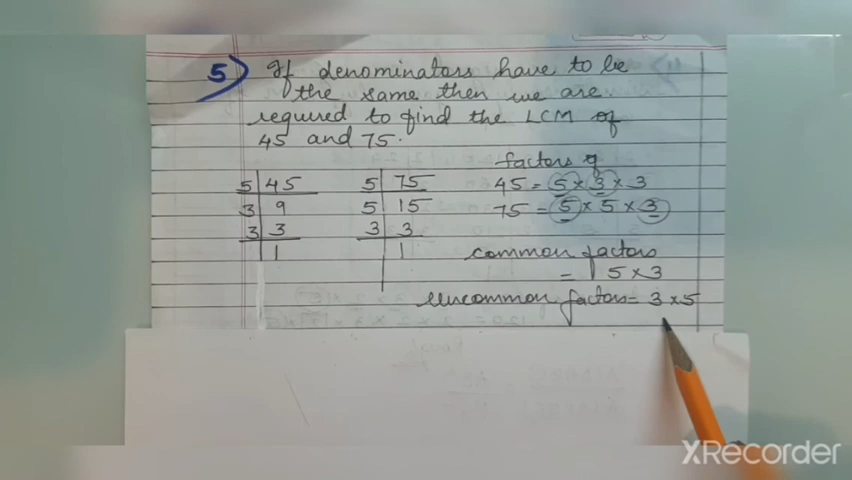 5) If denominators have to be
the same then we are
required to find the LCM of
45 and 75.
factors of
5 | 45
3 | 9
3 | 3
1
5 | 75
5 | 15
3 | 3
1
45 = 5 × 3 × 3
75 = 5 × 5 × 3
common factors
= 5 × 3
uncommon factors = 3 × 5
XRecorder